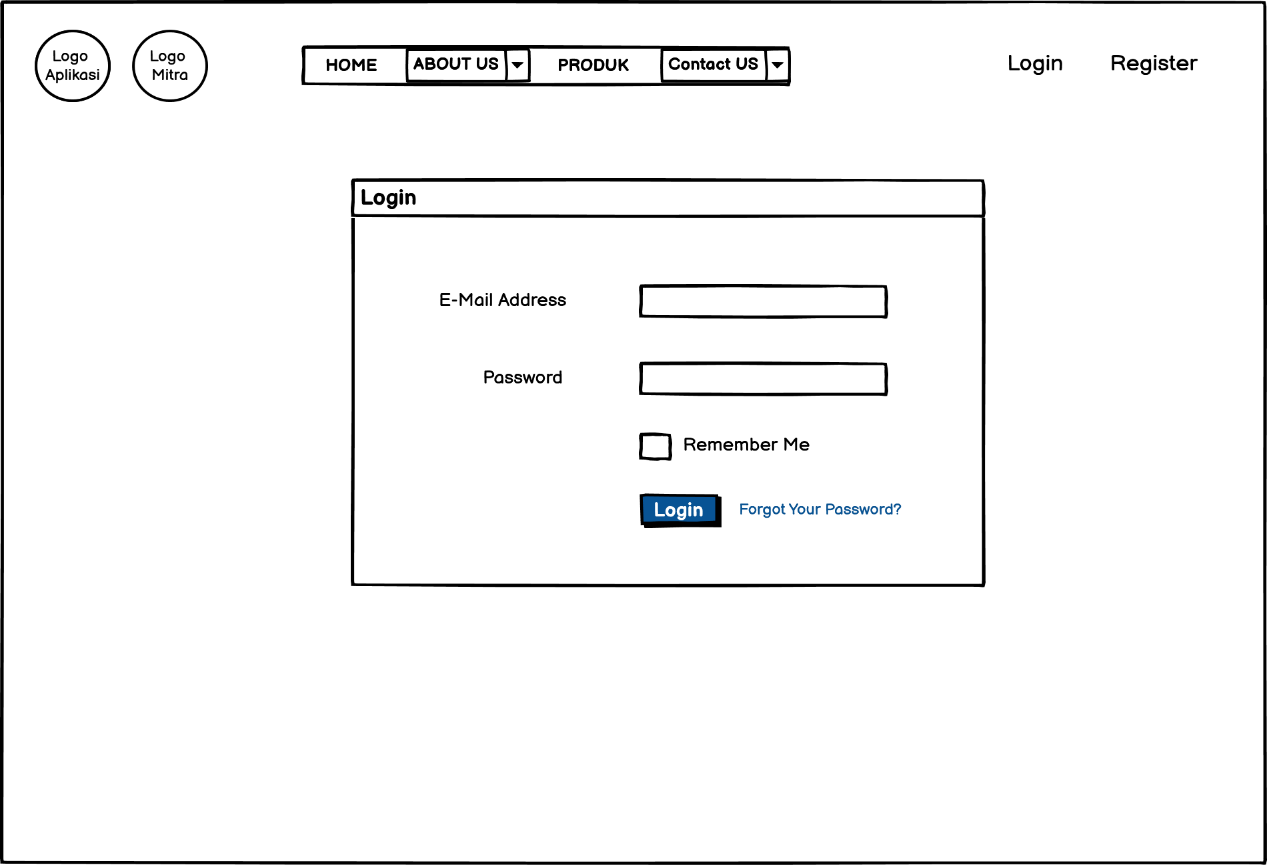 Logo
Aplikasi
Logo
Mitra
HOME
ABOUT US
PRODUK
Contact US
Login
Register
Login
E-Mail Address
Password
Remember Me
Login
Forgot Your Password?